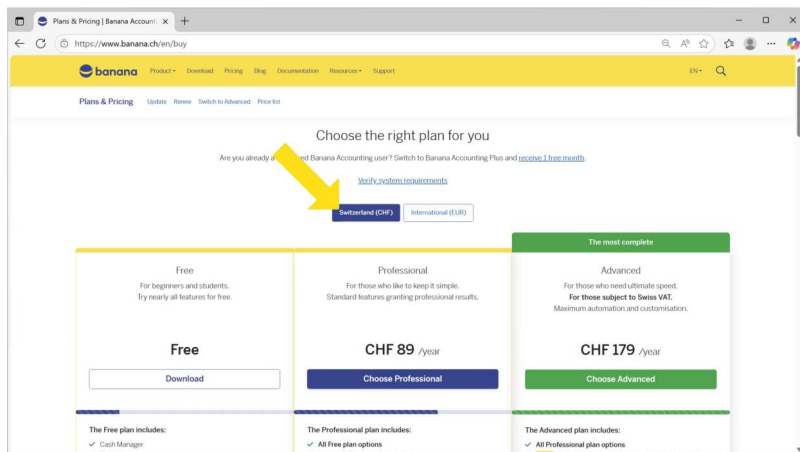 Plans & Pricing | Banana Account
https://www.banana.ch/en/buy
banana Product Download Pricing Blog Documentation Resources Support EN
Plans & Pricing Update Renew Switch to Advanced Price list
Choose the right plan for you
Are you already a ed Banana Accounting user? Switch to Banana Accounting Plus and receive 1 free month.
Verify system requirements
Switzerland (CHF) International (EUR)
The most complete
Free
For beginners and students.
Try nearly all features for free.
Free
Download
The Free plan includes:
Cash Manager
Professional
For those who like to keep it simple.
Standard features granting professional results.
CHF 89 /year
Choose Professional
The Professional plan includes:
All Free plan options
Advanced
For those who need ultimate speed.
For those subject to Swiss VAT.
Maximum automation and customisation.
CHF 179 /year
Choose Advanced
The Advanced plan includes:
All Professional plan options